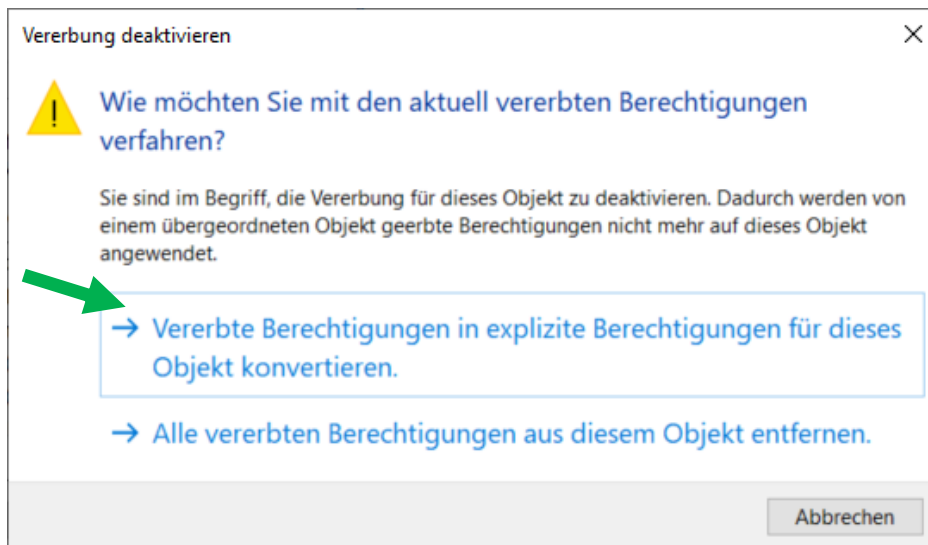 Vererbung deaktivieren
Wie möchten Sie mit den aktuell vererbten Berechtigungen
verfahren?
Sie sind im Begriff, die Vererbung für dieses Objekt zu deaktivieren. Dadurch werden von
einem übergeordneten Objekt geerbte Berechtigungen nicht mehr auf dieses Objekt
angewendet.
Vererbte Berechtigungen in explizite Berechtigungen für dieses
Objekt konvertieren.
Alle vererbten Berechtigungen aus diesem Objekt entfernen.
Abbrechen